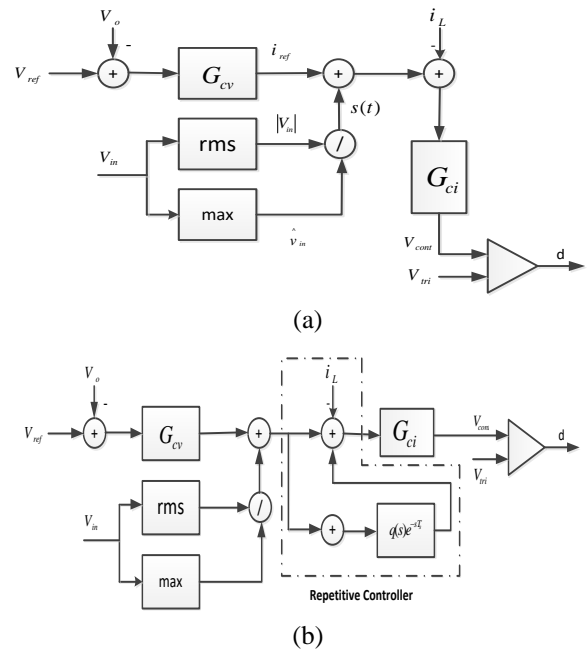 V_o
-
i_L
-
V_ref
+
G_cv
i_ref
+
+
s(t)
V_in
rms
|V_in|
/
max
v̂_in
G_ci
V_cont
V_tri
d
(a)
V_o
-
i_L
-
V_ref
+
G_cv
+
+
G_ci
V_con
d
V_tri
V_in
rms
/
+
q(s)e^{-sT_s}
max
Repetitive Controller
(b)